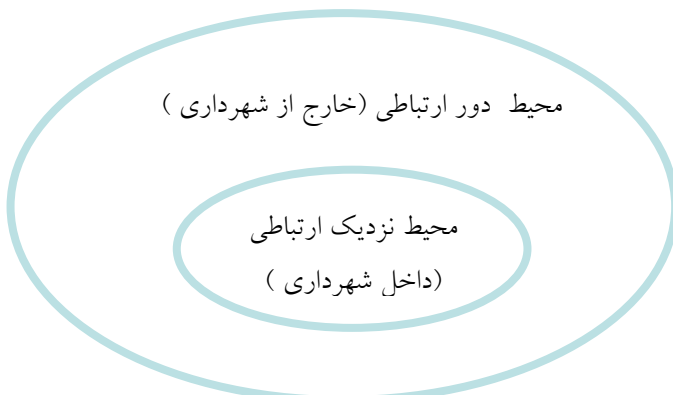 محیط دور ارتباطی (خارج از شهرداری )
محیط نزدیک ارتباطی
(داخل شهرداری )